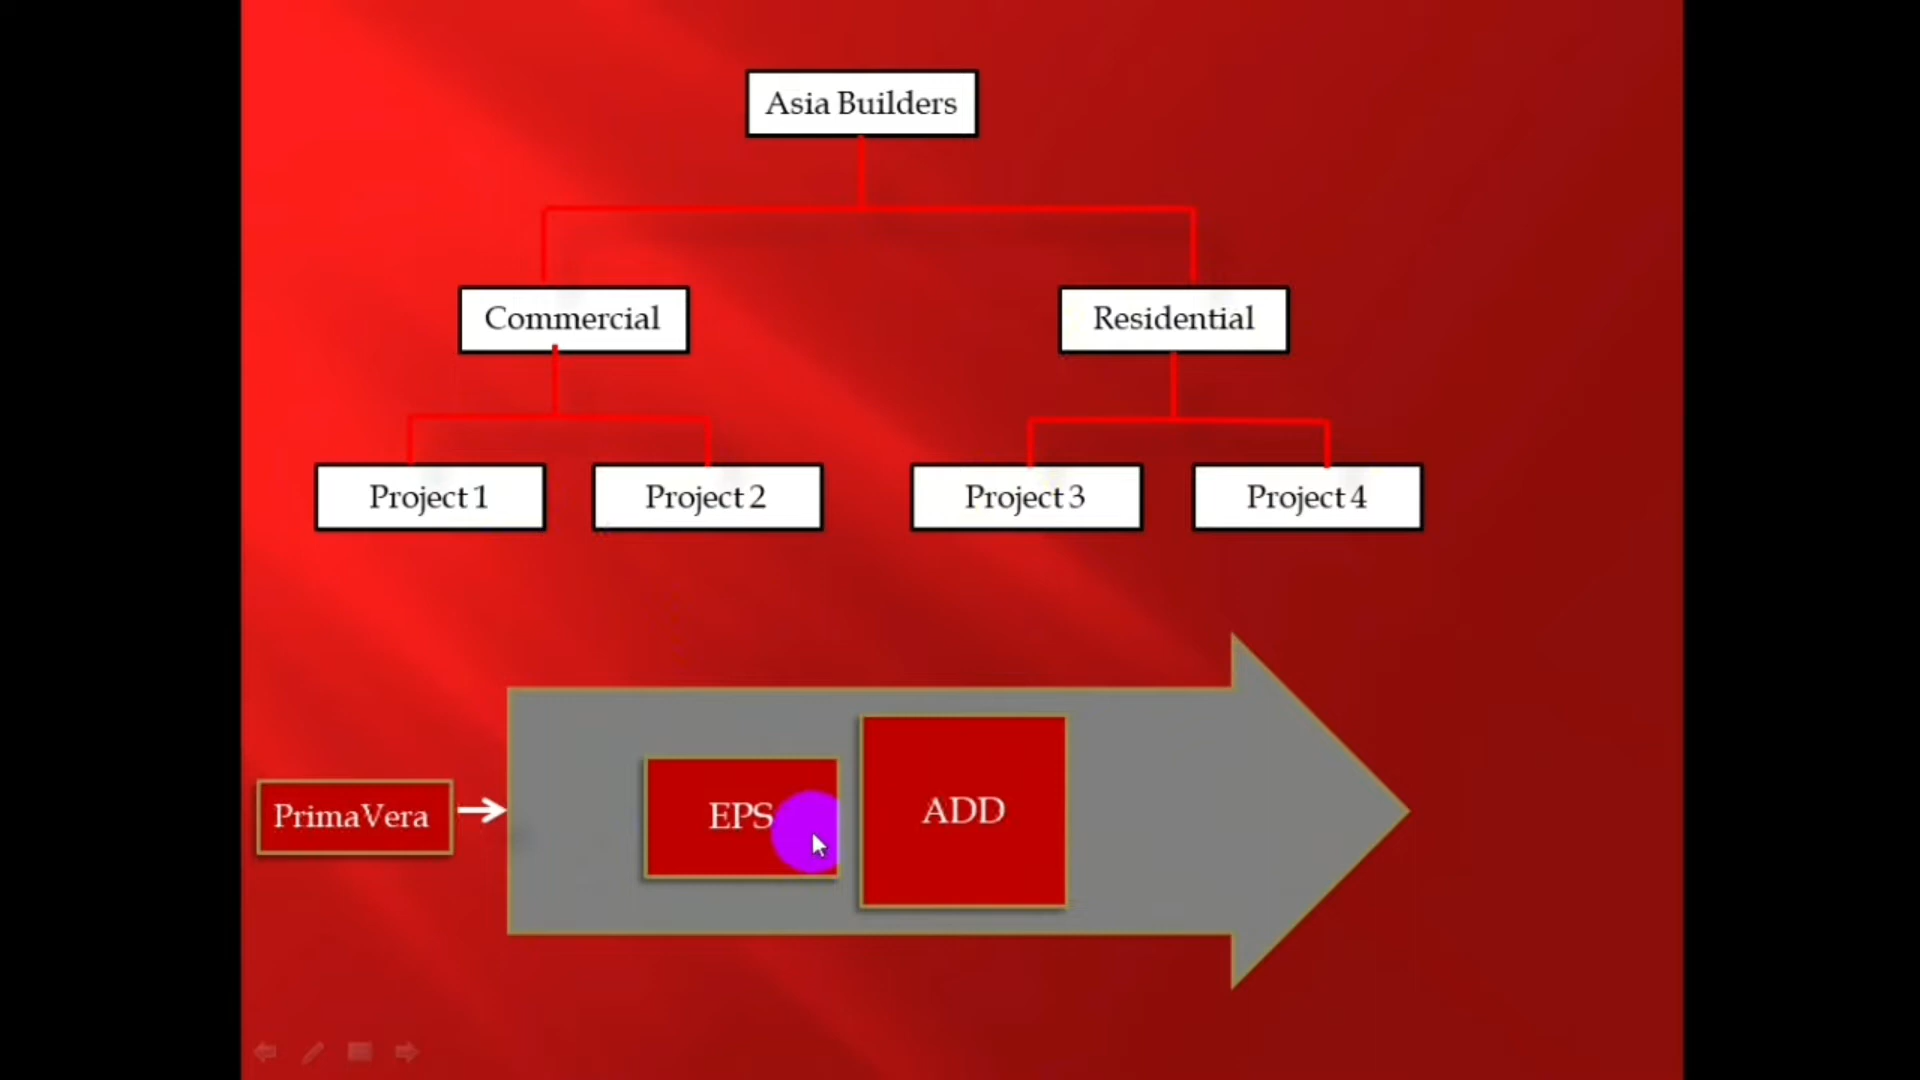 Asia Builders
Commercial
Residential
Project 1
Project 2
Project 3
Project 4
PrimaVera
EPS
ADD